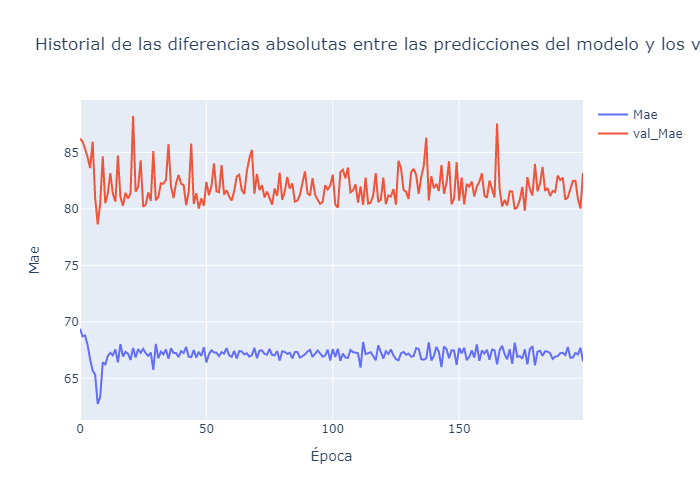 Historial de las diferencias absolutas entre las predicciones del modelo y los v
Mae
val_Mae
85
80
75
70
65
Mae
0
50
100
150
Época